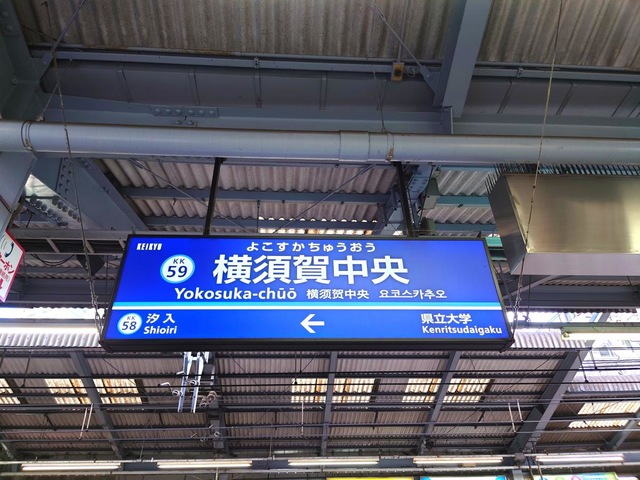 KEIKYU
よこすかちゅうおう
KK
59
横須賀中央
Yokosuka-chūō 横须贺中央 요코스카추오
KK
58
汐入
Shioiri
←
県立大学
Kenritsudaigaku